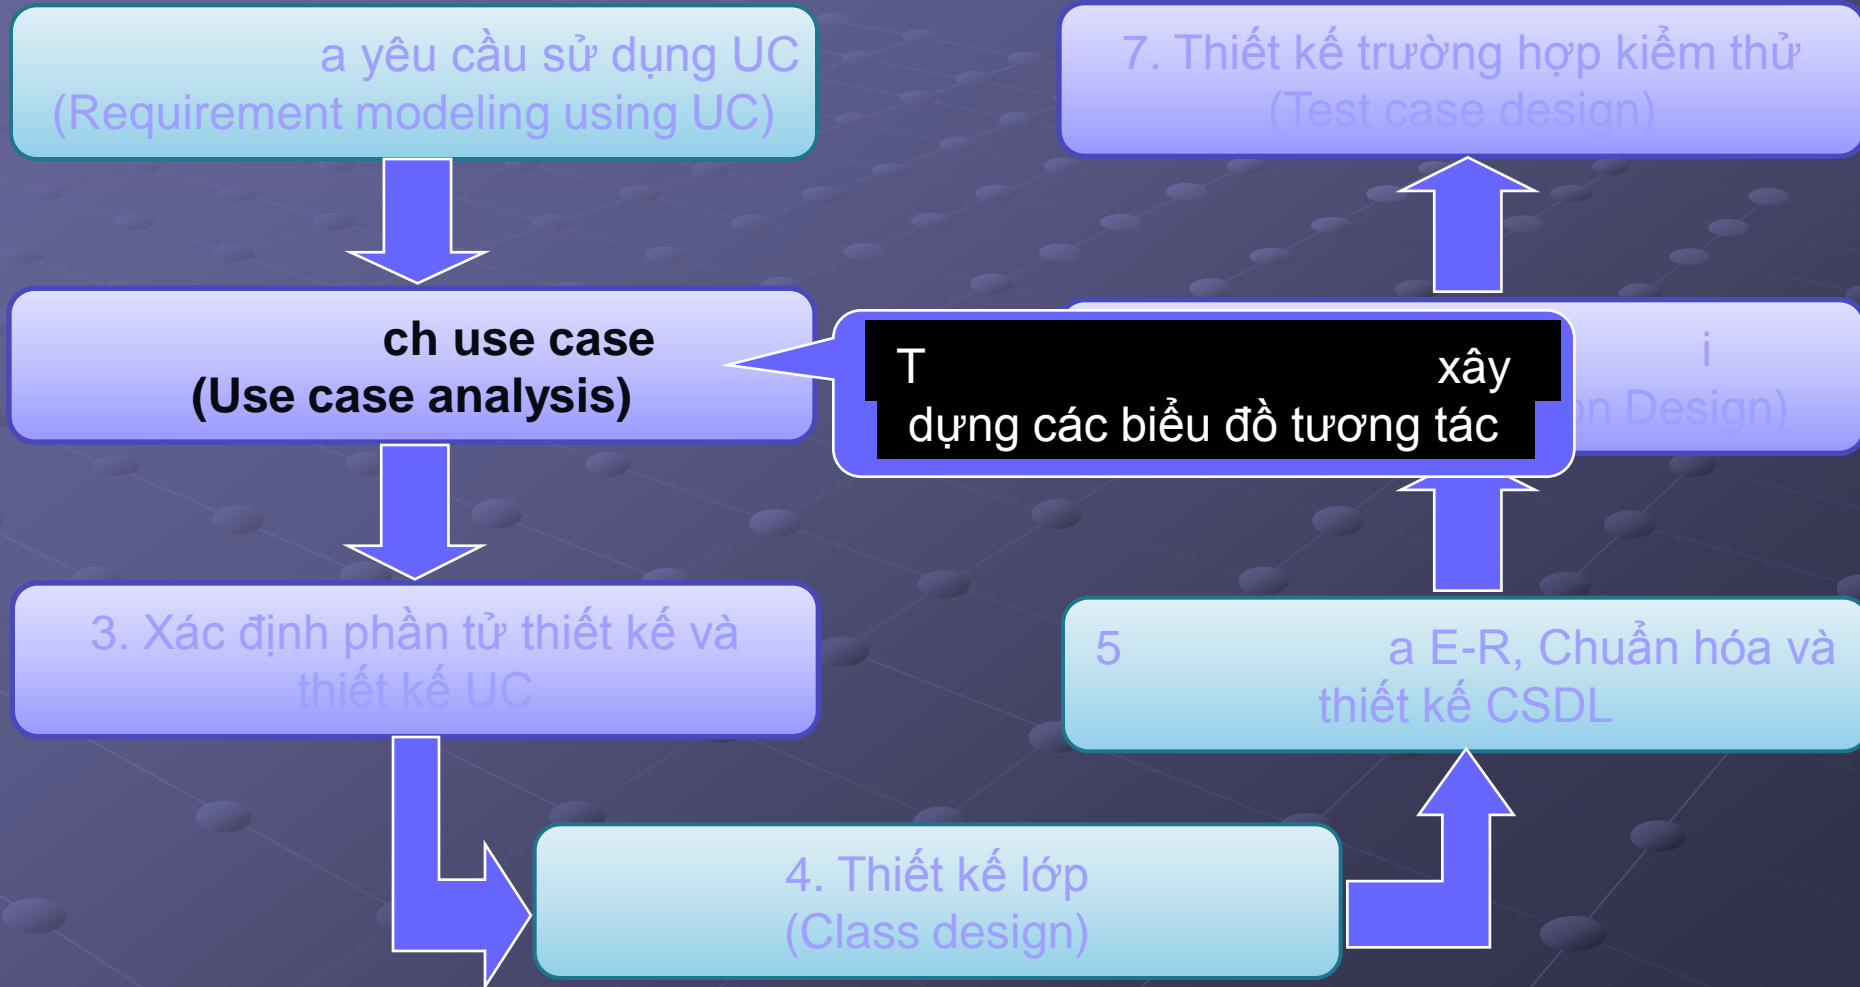 a yêu cầu sử dụng UC
(Requirement modeling using UC)
ch use case
(Use case analysis)
T xây
dựng các biểu đồ tương tác
3. Xác định phần tử thiết kế và
thiết kế UC
4. Thiết kế lớp
(Class design)
5 a E-R, Chuẩn hóa và
thiết kế CSDL
i
on Design)
7. Thiết kế trường hợp kiểm thử
(Test case design)